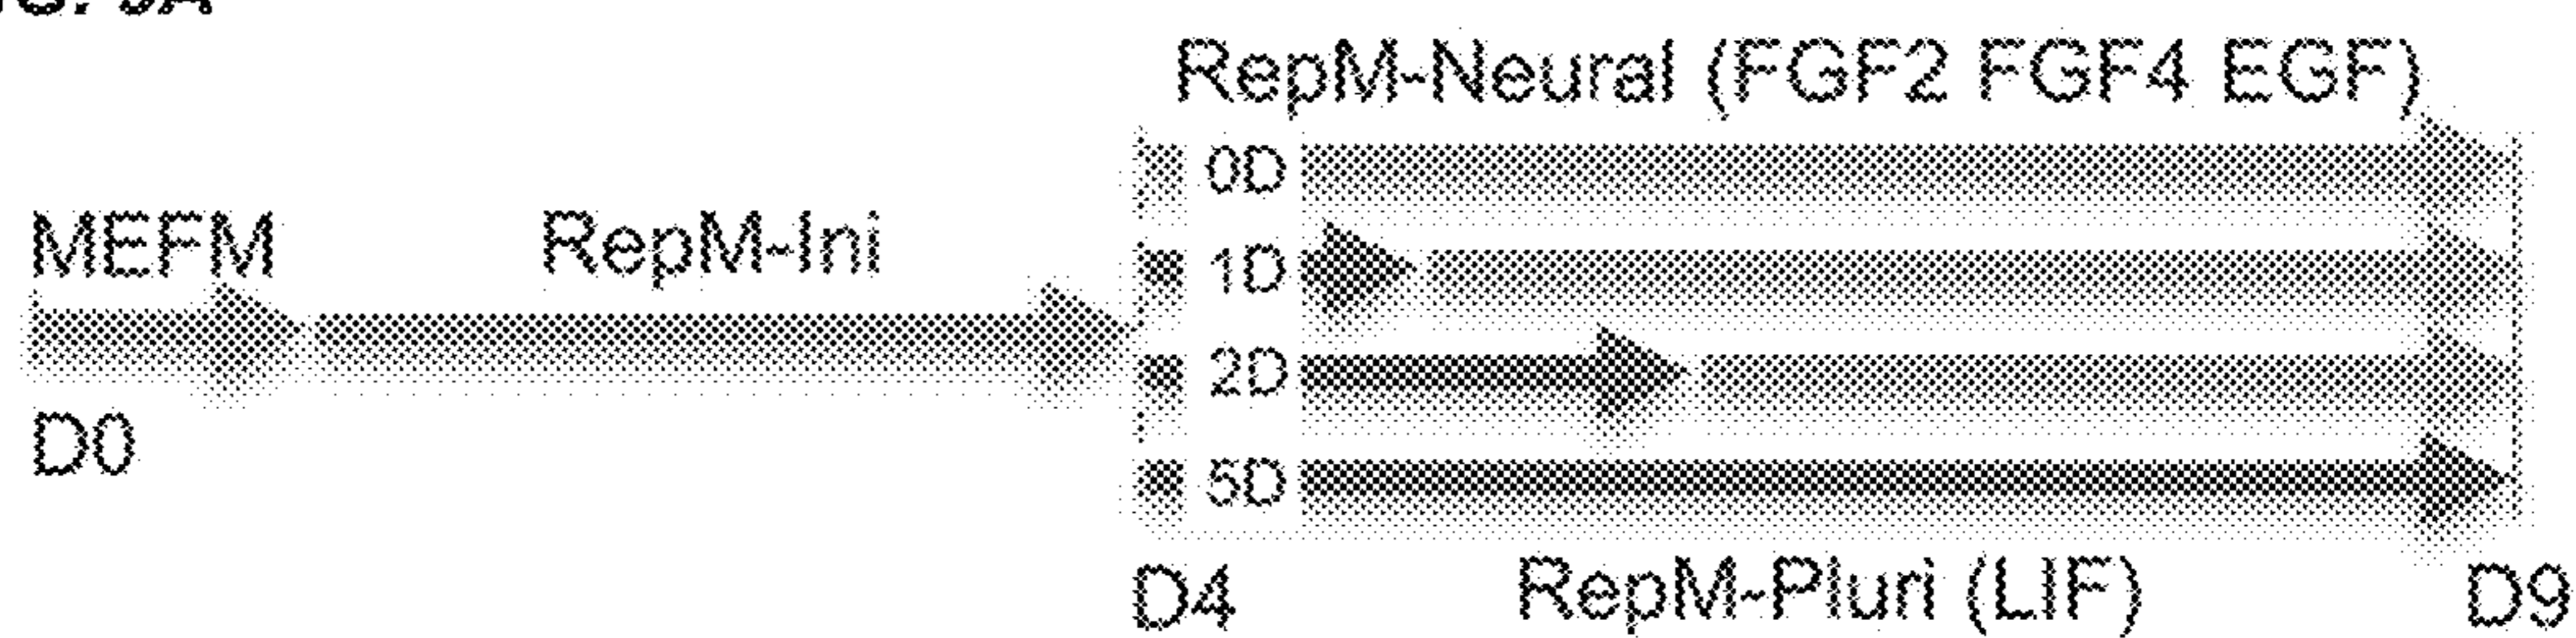 RepM-Neural (FGF2 FGF4 EGF)
0D
MEFM RepM-Ini
1D
2D
D0
5D
D4 RepM-Pluri (LIF) D9